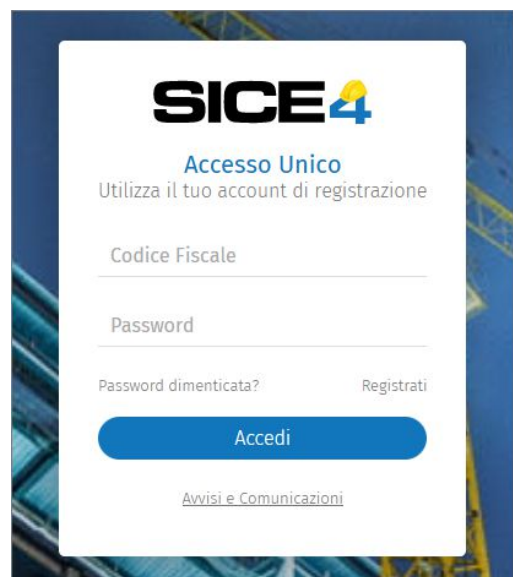 SICE4
Accesso Unico
Utilizza il tuo account di registrazione
Codice Fiscale
Password
Password dimenticata? Registrati
Accedi
Avvisi e Comunicazioni